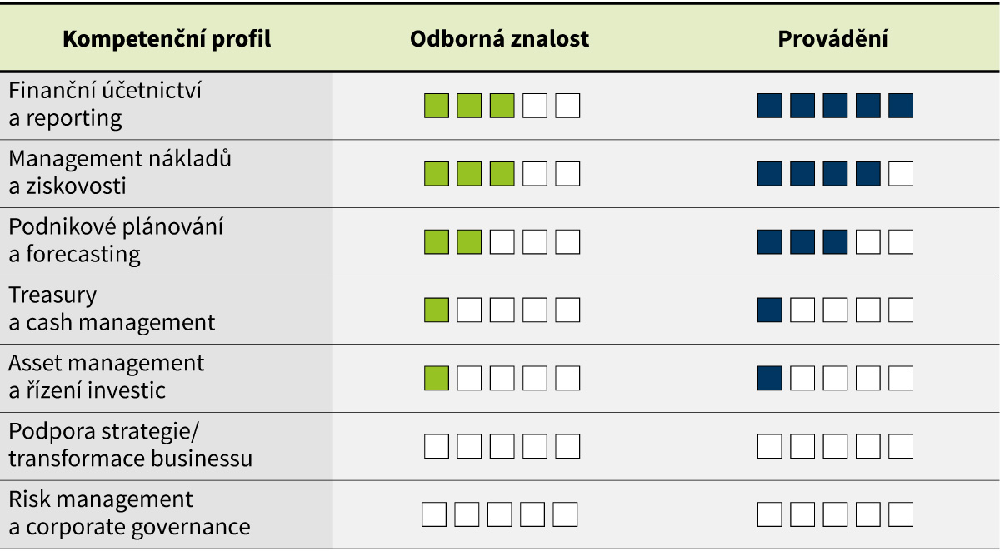 Kompetenční profil Odborná znalost Provádění
Finanční účetnictví
a reporting
Management nákladů
a ziskovosti
Podnikové plánování
a forecasting
Treasury
a cash management
Asset management
a řízení investic
Podpora strategie/
transformace businessu
Risk management
a corporate governance